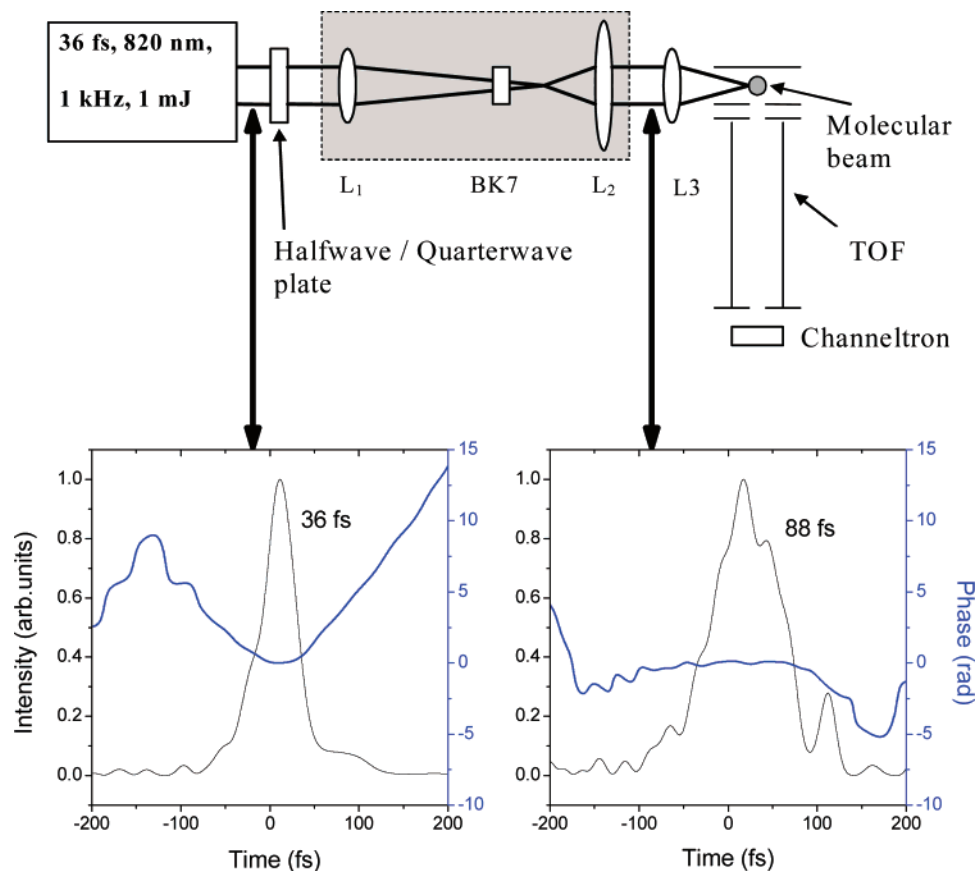 36 fs, 820 nm,
1 kHz, 1 mJ
L1
BK7
L2
L3
Molecular
beam
Halfwave / Quarterwave
plate
TOF
Channeltron
Intensity (arb.units)
1.0
0.8
0.6
0.4
0.2
0.0
36 fs
15
10
5
0
-5
-10
-200
-100
0
100
200
Time (fs)
1.0
0.8
0.6
0.4
0.2
0.0
88 fs
15
10
5
0
-5
-10
Phase (rad)
-200
-100
0
100
200
Time (fs)